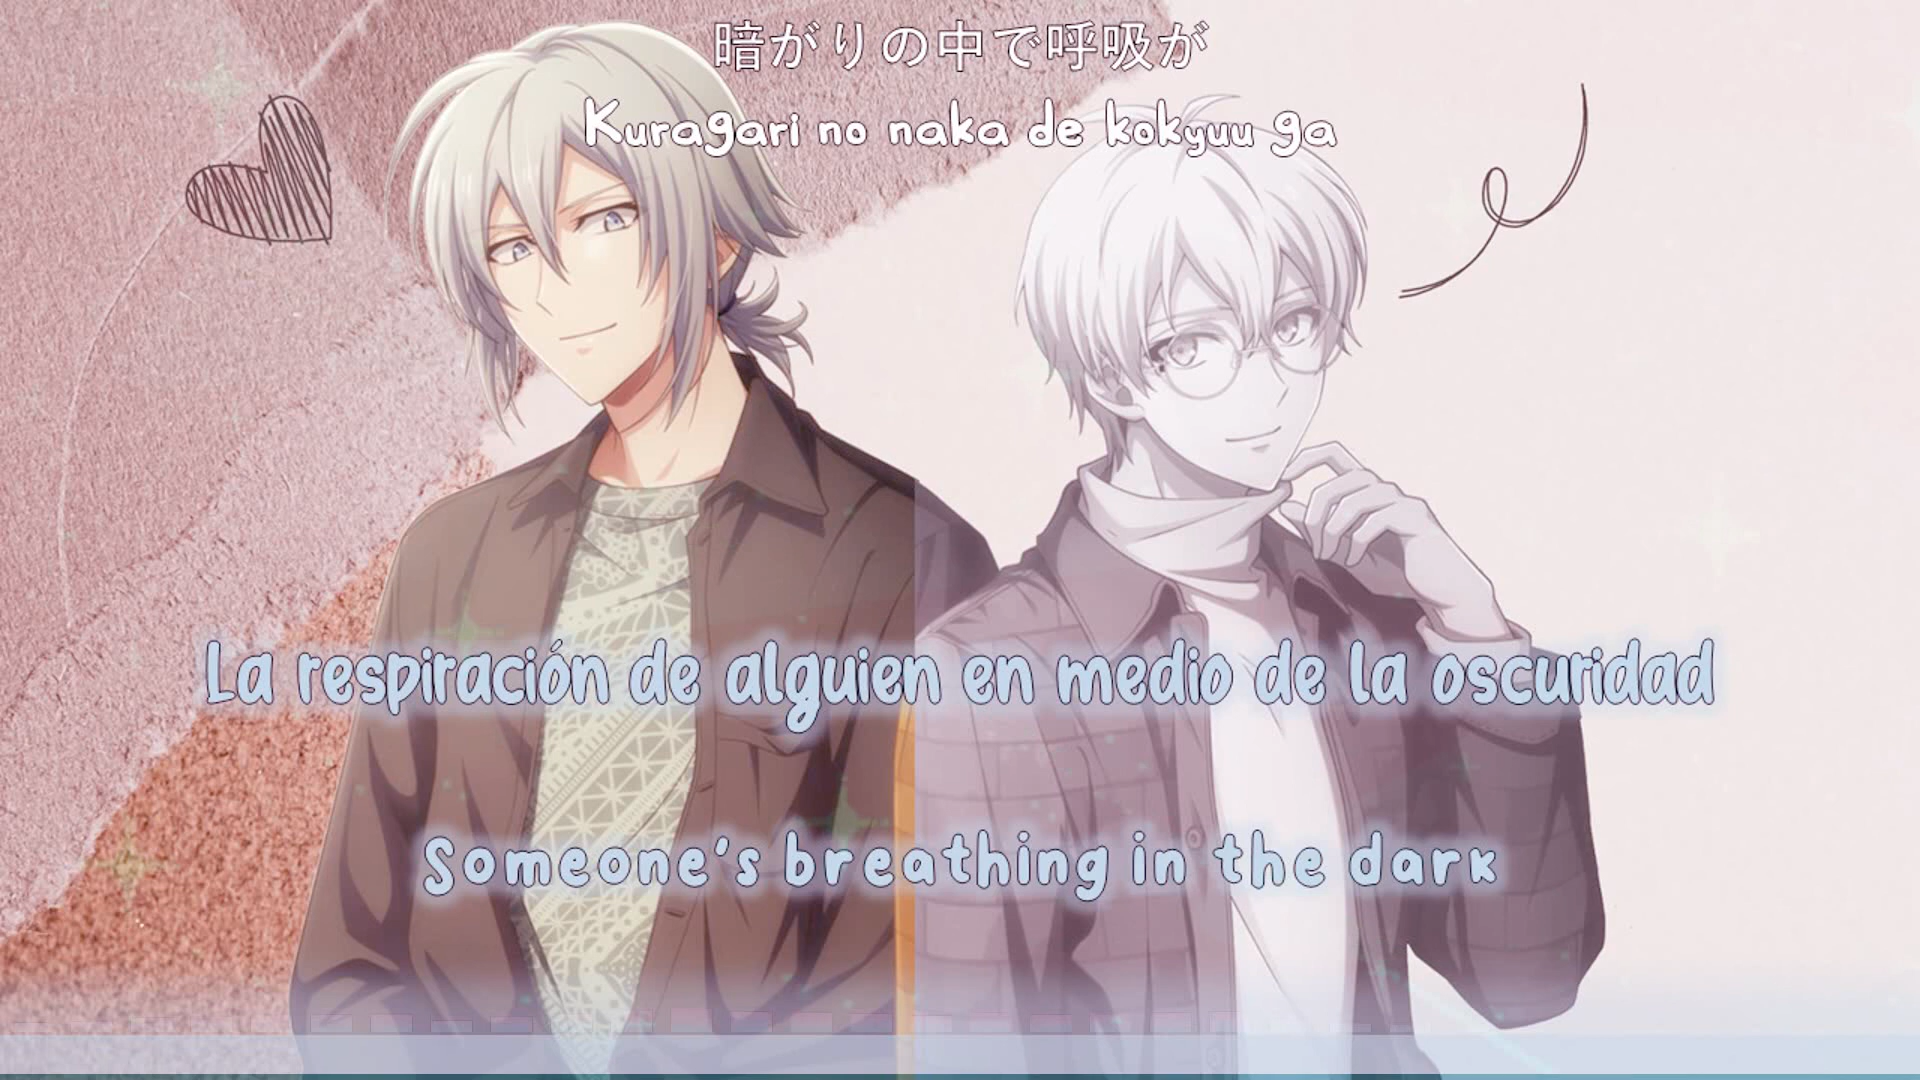 暗がりの中で呼吸が
Kuragari no naka de kokyuu ga
La respiración de alguien en medio de la oscuridad
Someone's breathing in the dark